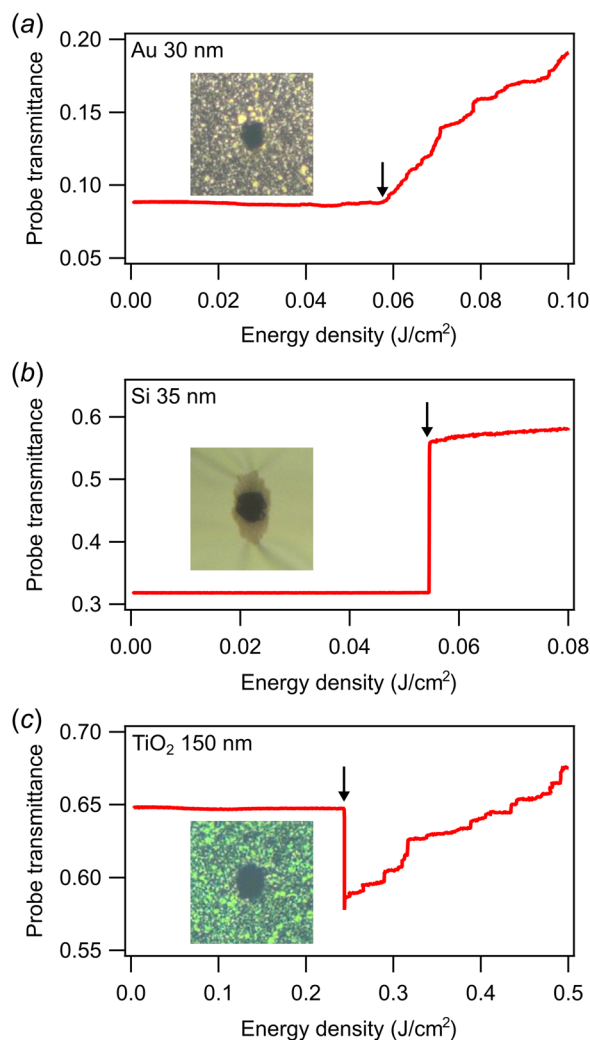 (a)
Au 30 nm
0.20
0.15
0.10
0.05
Probe transmittance
0.00 0.02 0.04 0.06 0.08 0.10
Energy density (J/cm²)
(b)
Si 35 nm
0.6
0.5
0.4
0.3
Probe transmittance
0.00 0.02 0.04 0.06 0.08
Energy density (J/cm²)
(c)
TiO₂ 150 nm
0.70
0.65
0.60
0.55
Probe transmittance
0.0 0.1 0.2 0.3 0.4 0.5
Energy density (J/cm²)